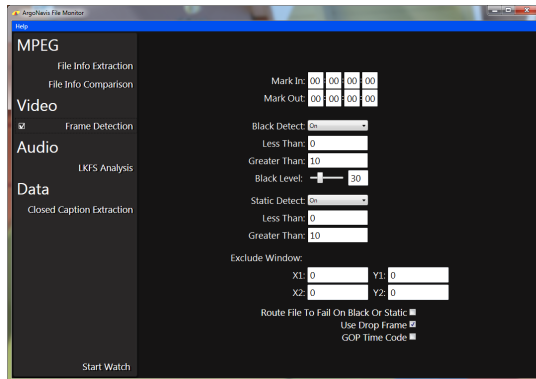 ArgoNavis File Monitor
Help
MPEG
File Info Extraction
File Info Comparison
Video
Frame Detection
Audio
LKFS Analysis
Data
Closed Caption Extraction
Start Watch
Mark In: 00 00 00 00
Mark Out: 00 00 00 00
Black Detect: On
Less Than: 0
Greater Than: 10
Black Level: 30
Static Detect: On
Less Than: 0
Greater Than: 10
Exclude Window:
X1: 0 Y1: 0
X2: 0 Y2: 0
Route File To Fail On Black Or Static
Use Drop Frame
GOP Time Code